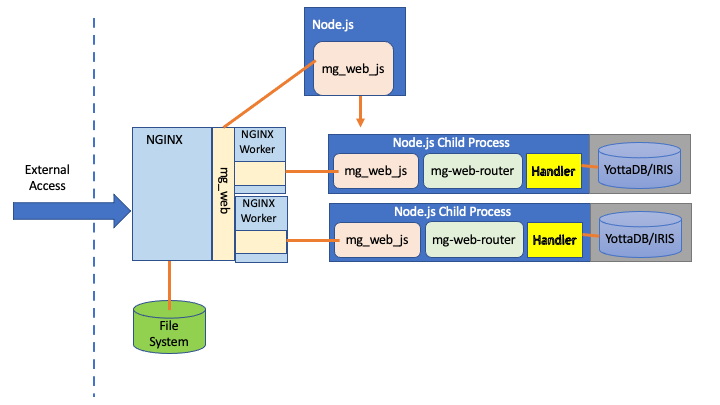 Node.js
mg_web_js
External
Access
NGINX
mg_web
NGINX
Worker
NGINX
Worker
Node.js Child Process
mg_web_js
mg-web-router
Handler
YottaDB/IRIS
Node.js Child Process
mg_web_js
mg-web-router
Handler
YottaDB/IRIS
File
System